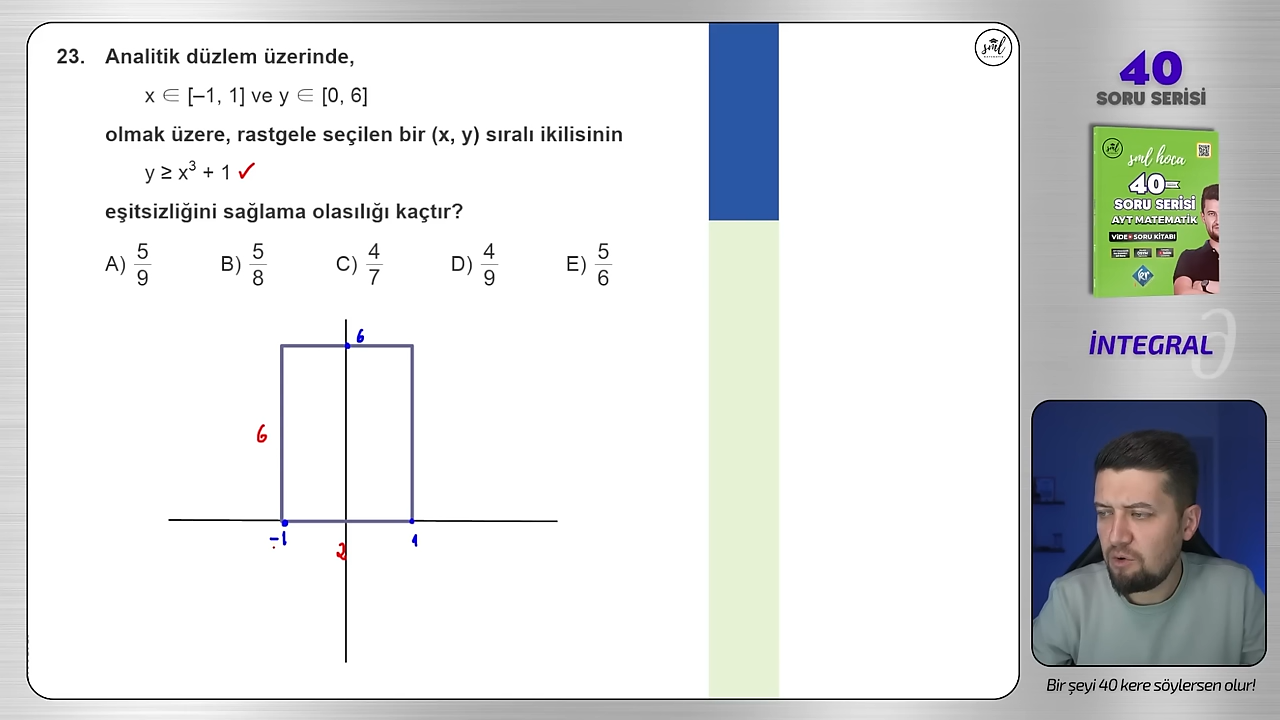 23. Analitik düzlem üzerinde,
x ∈ [–1, 1] ve y ∈ [0, 6]
olmak üzere, rastgele seçilen bir (x, y) sıralı ikilisinin
y ≥ x³ + 1 ✓
eşitsizliğini sağlama olasılığı kaçtır?
A) 5/9 B) 5/8 C) 4/7 D) 4/9 E) 5/6
6
6
-1
2
1
sml
40
SORU SERİSİ
sml hoca
40
SORU SERİSİ
AYT MATEMATİK
VİDEO SORU KİTABI
KR
İNTEGRAL
Bir şeyi 40 kere söylersen olur!